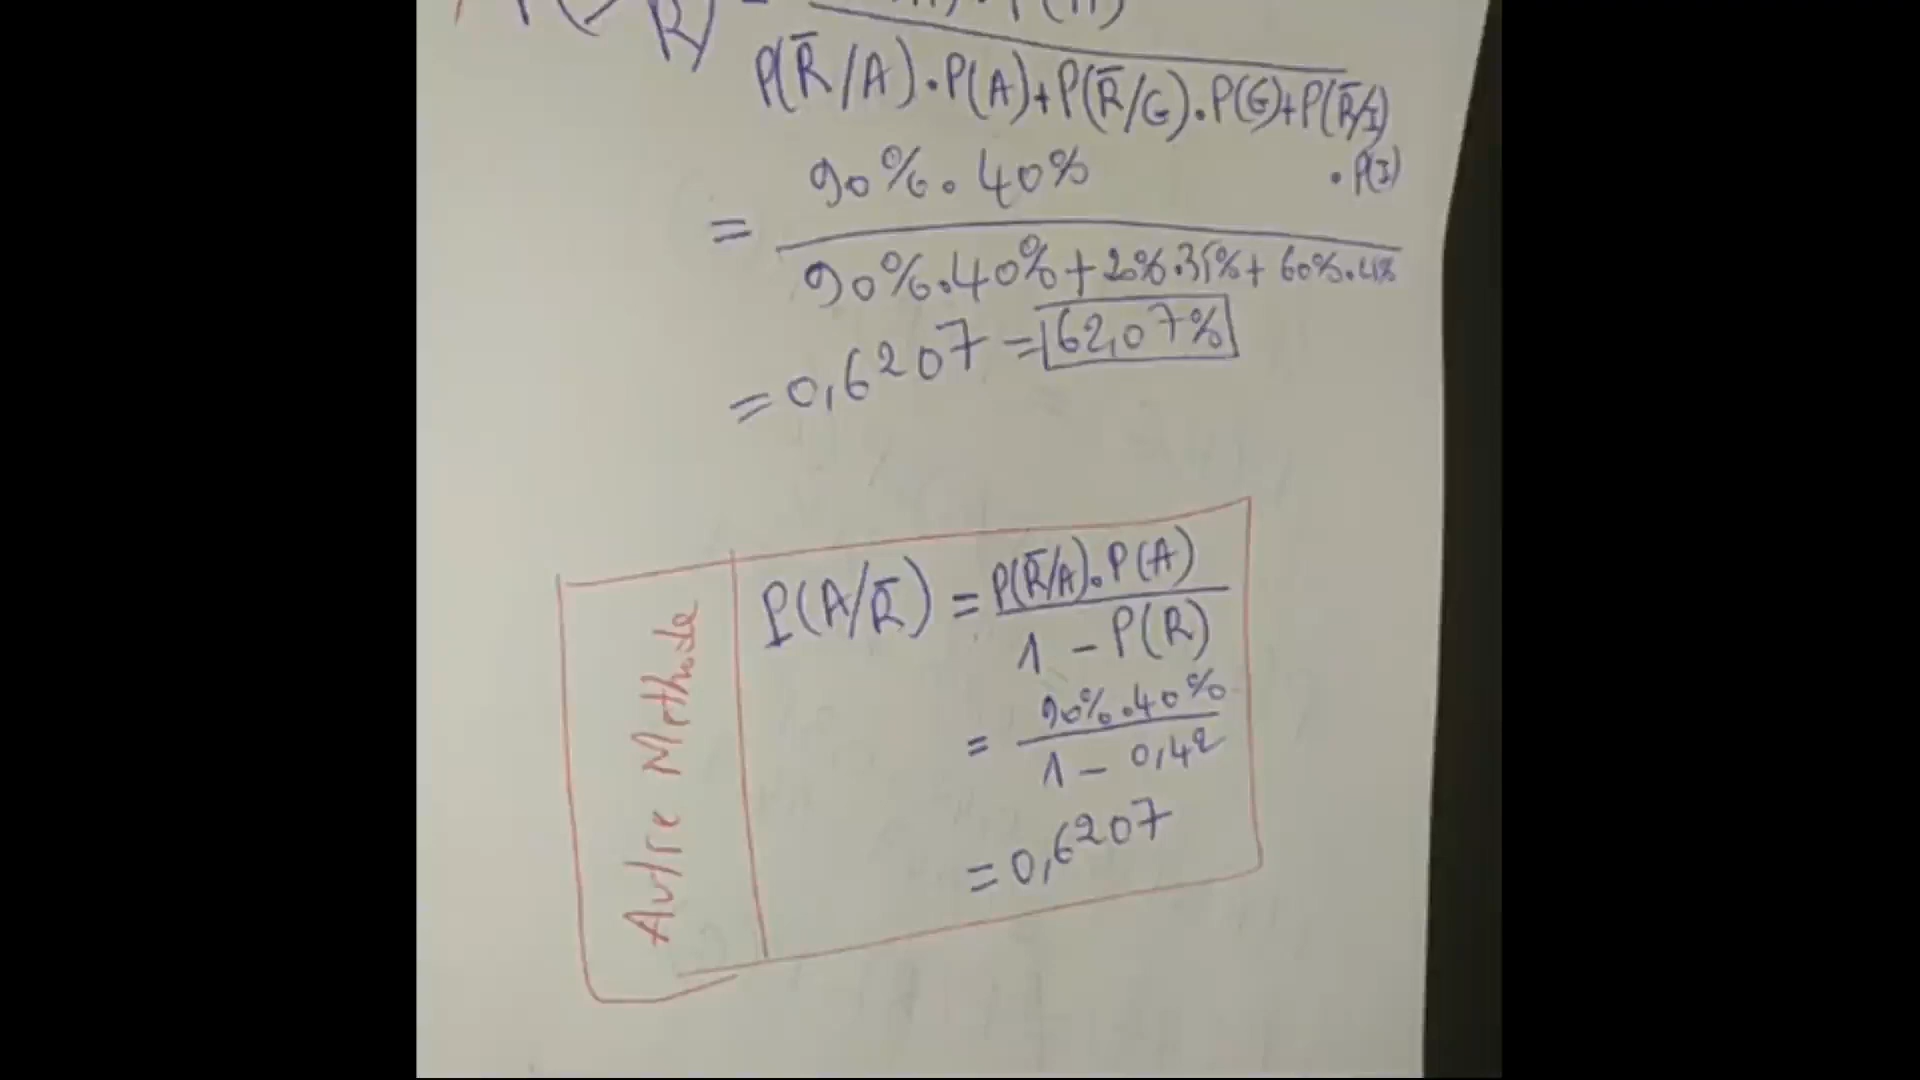 P(R̄/A).P(A)+P(R̄/G).P(G)+P(R̄/I)
.P(I)
90%.40%
=
90%.40%+20%.35%+60%.
=0,6207=62,07%
Autre Methode
P(A/R̄) = P(R̄/A).P(A)
1-P(R)
= 90%.40%
1-0,42
=0,6207